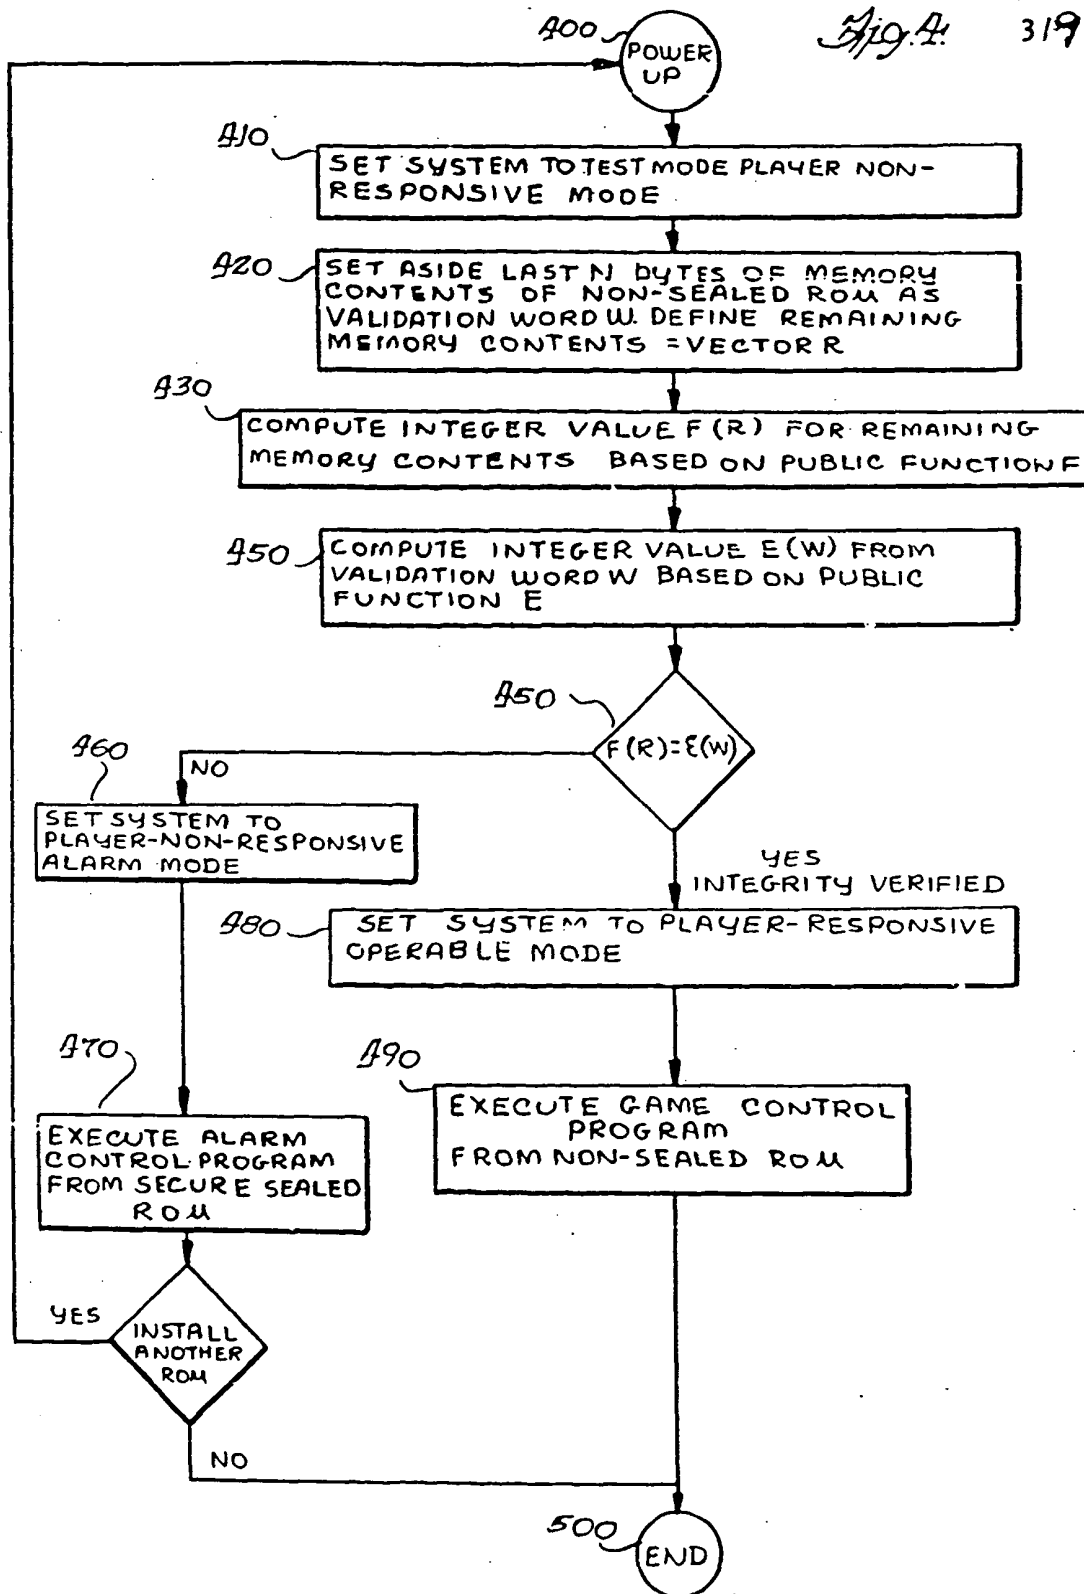 Fig. 4. 319
400
POWER
UP
410
SET SYSTEM TO TEST MODE PLAYER NON-
RESPONSIVE MODE
420
SET ASIDE LAST N BYTES OF MEMORY
CONTENTS OF NON-SEALED ROM AS
VALIDATION WORD W. DEFINE REMAINING
MEMORY CONTENTS =VECTOR R
430
COMPUTE INTEGER VALUE F(R) FOR REMAINING
MEMORY CONTENTS BASED ON PUBLIC FUNCTION F
450
COMPUTE INTEGER VALUE E(W) FROM
VALIDATION WORD W BASED ON PUBLIC
FUNCTION E
450
F(R)=E(W)
460
NO
SET SYSTEM TO
PLAYER-NON-RESPONSIVE
ALARM MODE
YES
INTEGRITY VERIFIED
480
SET SYSTEM TO PLAYER-RESPONSIVE
OPERABLE MODE
470
EXECUTE ALARM
CONTROL PROGRAM
FROM SECURE SEALED
ROM
490
EXECUTE GAME CONTROL
PROGRAM
FROM NON-SEALED ROM
YES
INSTALL
ANOTHER
ROM
NO
500
END